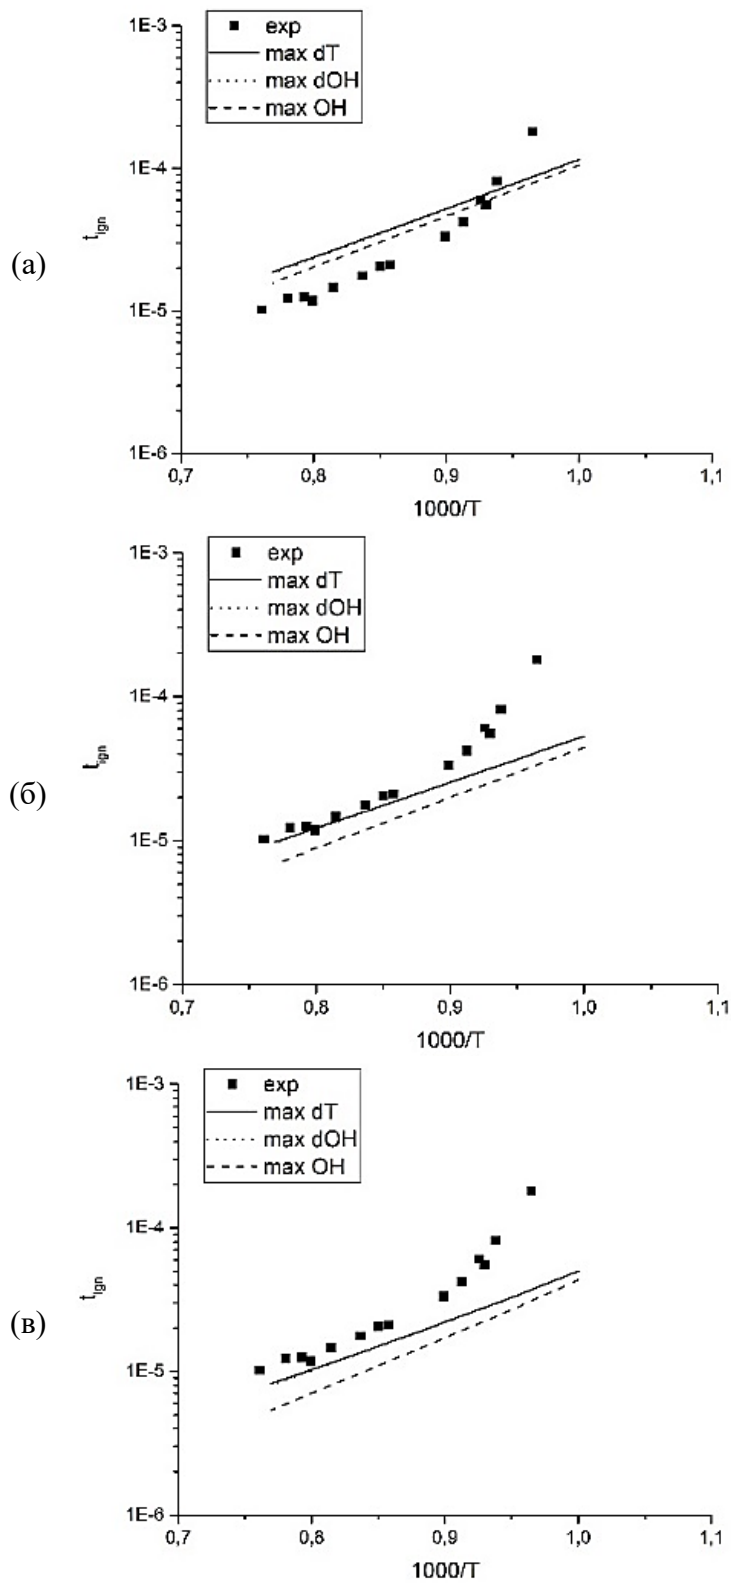 exp
max dT
max dOH
max OH
1E-3
1E-4
1E-5
1E-6
t_ign
(а)
0,7 0,8 0,9 1,0 1,1
1000/T
exp
max dT
max dOH
max OH
1E-3
1E-4
1E-5
1E-6
t_ign
(б)
0,7 0,8 0,9 1,0 1,1
1000/T
exp
max dT
max dOH
max OH
1E-3
1E-4
1E-5
1E-6
t_ign
(в)
0,7 0,8 0,9 1,0 1,1
1000/T